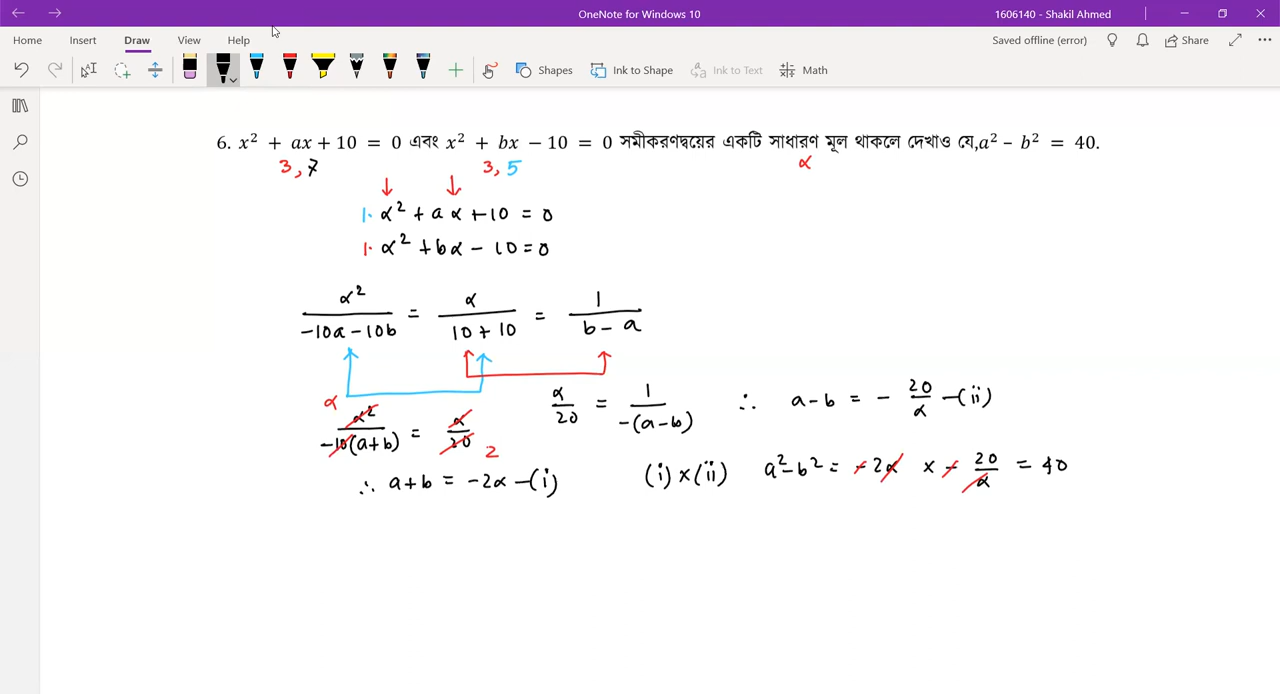 OneNote for Windows 10
1606140 - Shakil Ahmed
Home Insert Draw View Help
Saved offline (error) Share
Shapes Ink to Shape Ink to Text Math
6. x² + ax + 10 = 0 এবং x² + bx − 10 = 0 সমীকরণদ্বয়ের একটি সাধারণ মূল থাকলে দেখাও যে, a² − b² = 40.
3, 7 3, 5 α
1. α² + aα + 10 = 0
1. α² + bα − 10 = 0
α²/(−10a − 10b) = α/(10 + 10) = 1/(b − a)
α/20 = 1/(−(a−b)) ∴ a−b = − 20/α −(ii)
α α²/(−10(a+b)) = α/20 2
∴ a+b = −2α −(i) (i) × (ii) a²−b² = −2α × − 20/α = 40